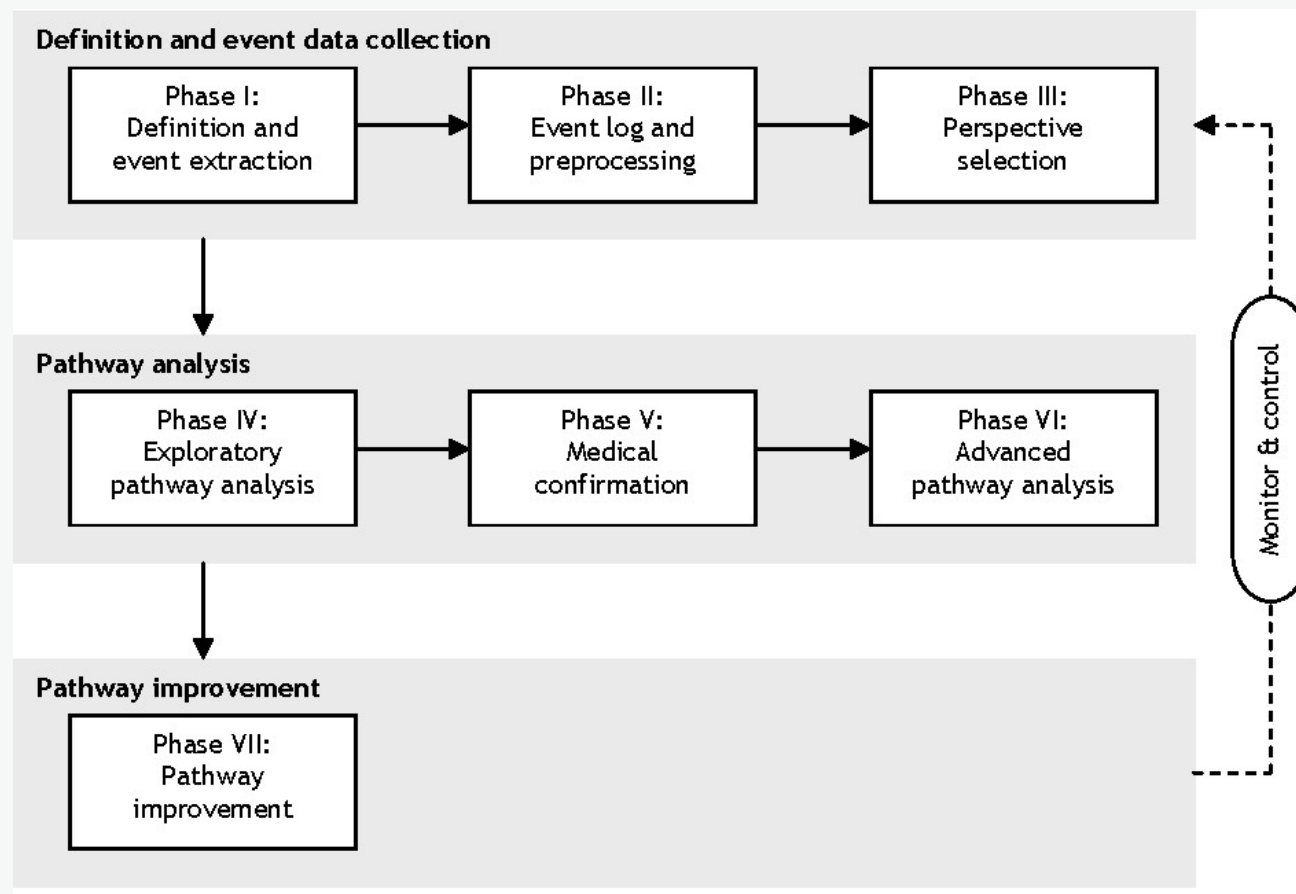 Definition and event data collection
Phase I:
Definition and
event extraction
Phase II:
Event log and
preprocessing
Phase III:
Perspective
selection
Pathway analysis
Phase IV:
Exploratory
pathway analysis
Phase V:
Medical
confirmation
Phase VI:
Advanced
pathway analysis
Monitor & control
Pathway improvement
Phase VII:
Pathway
improvement